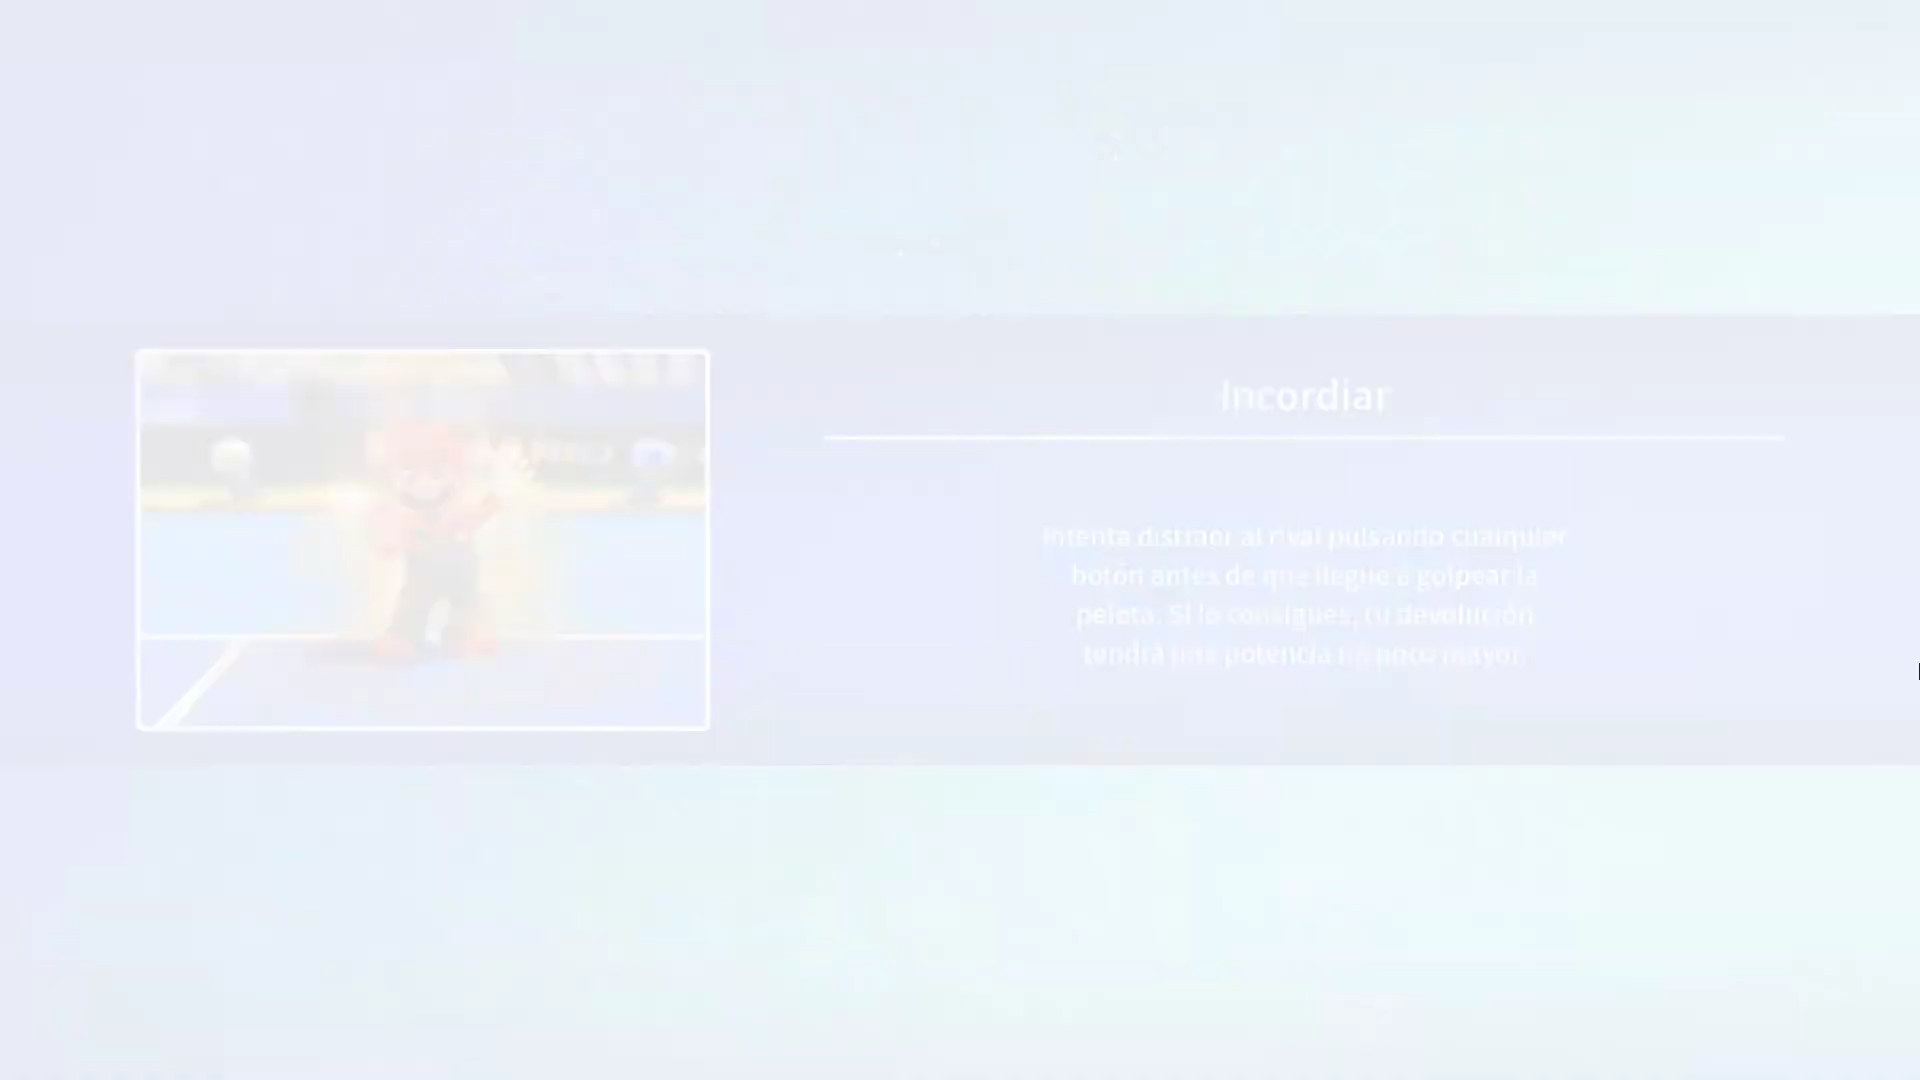 Incordiar
Intenta distraer al rival pulsando cualquier
botón antes de que llegue a golpear la
pelota. Si lo consigues, tu devolución
tendrá una potencia un poco mayor.